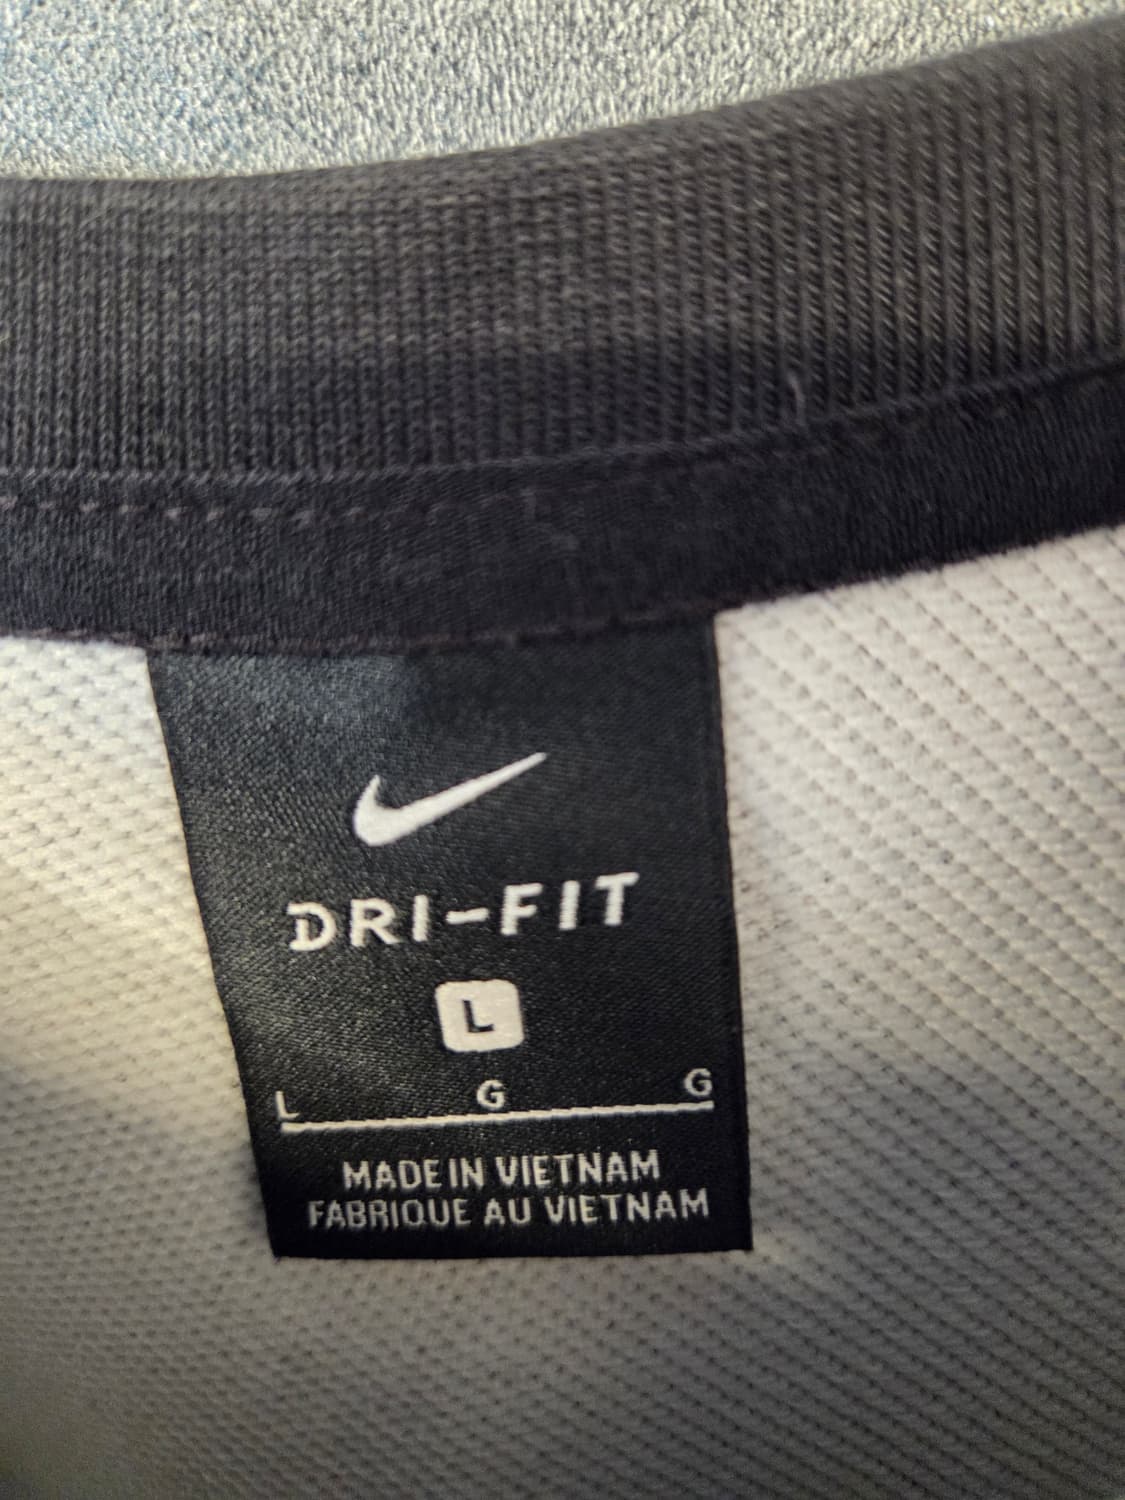 DRI-FIT
L
L G G
MADE IN VIETNAM
FABRIQUE AU VIETNAM